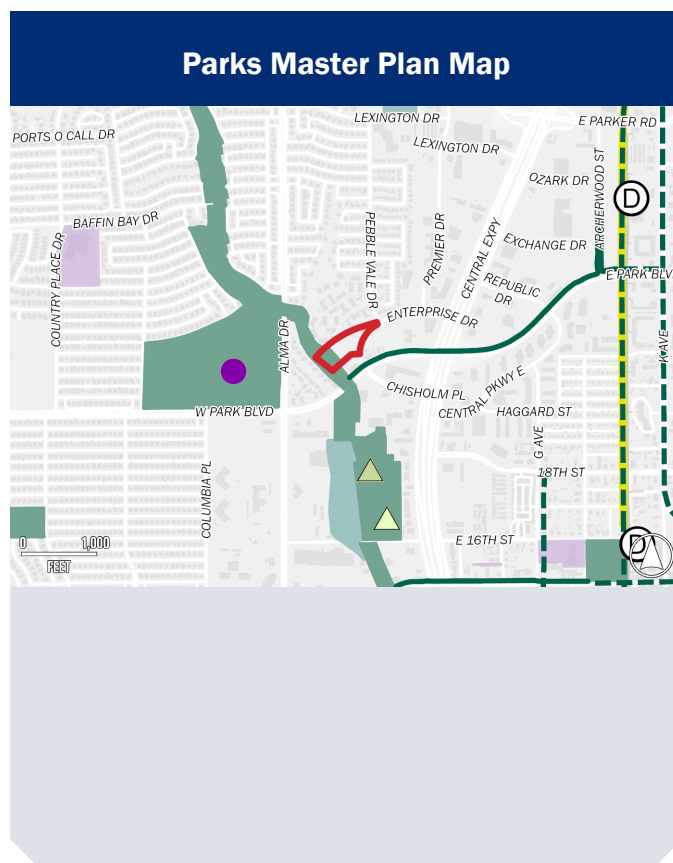 Parks Master Plan Map
LEXINGTON DR
E PARKER RD
PORTS O CALL DR
LEXINGTON DR
OZARK DR
ARCHERWOOD ST
D
BAFFIN BAY DR
PEBBLE VALE DR
PREMIER DR
CENTRAL EXPY
EXCHANGE DR
COUNTRY PLACE DR
REPUBLIC
DR
E PARK BLV
ENTERPRISE DR
ALMA DR
K AVE
CHISHOLM PL
CENTRAL PKWY E
W PARK BLVD
HAGGARD ST
G AVE
COLUMBIA PL
18TH ST
0 1,000
FEET
E 16TH ST
D